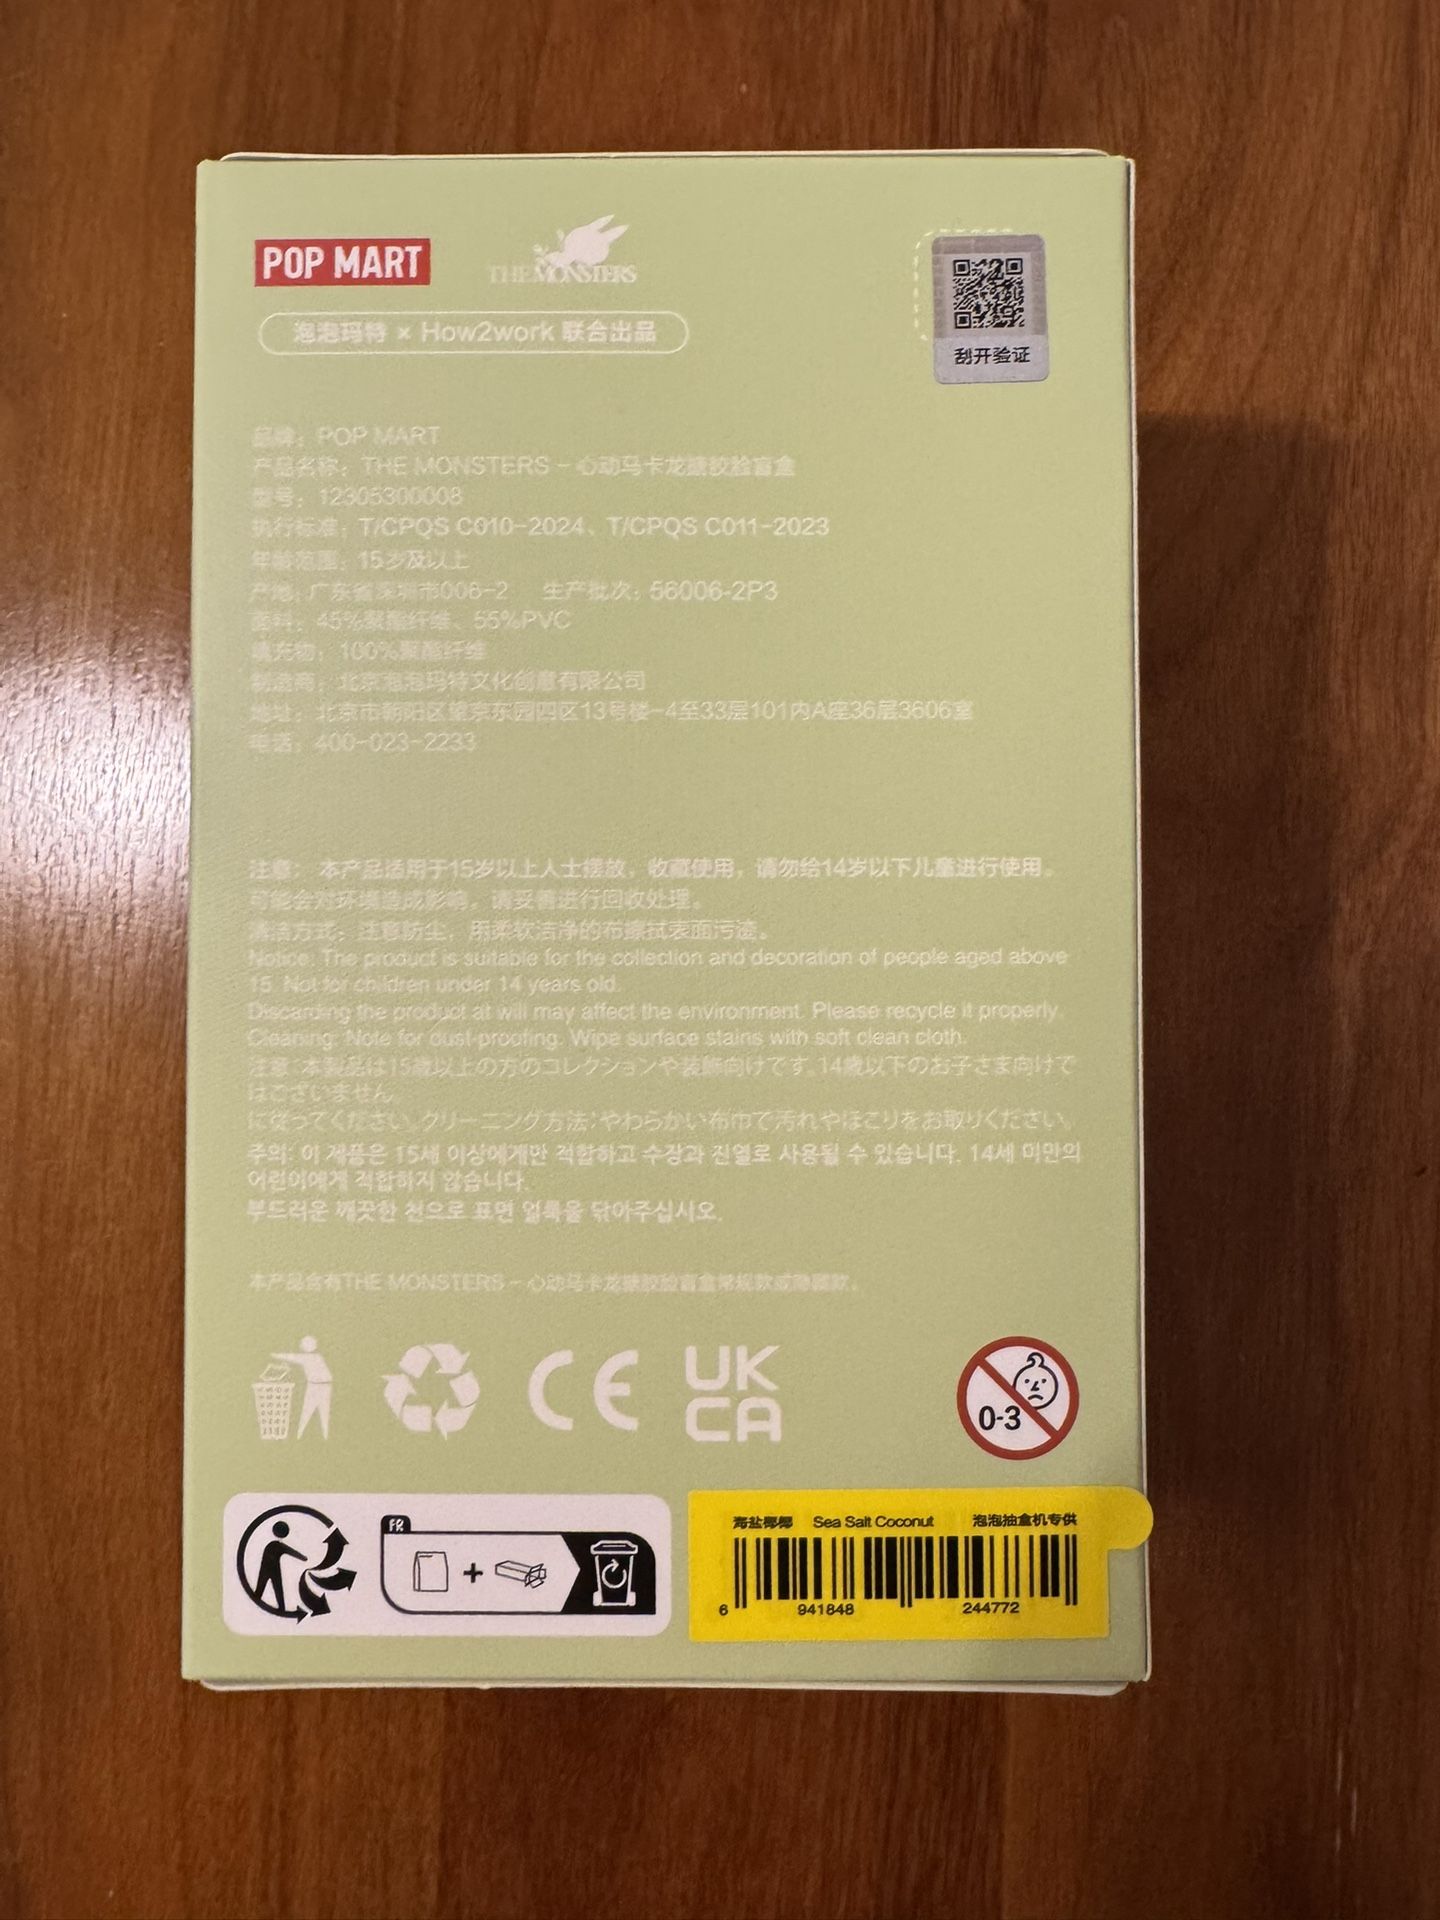 POP MART
THE MONSTERS
泡泡玛特 × How2work 联合出品
刮开验证
品牌：POP MART
产品名称：THE MONSTERS - 心动马卡龙搪胶脸盲盒
型号：12305300008
执行标准：T/CPQS C010-2024、T/CPQS C011-2023
年龄范围：15岁及以上
产地：广东省深圳市006-2 生产批次：56006-2P3
面料：45%聚酯纤维、55%PVC
填充物：100%聚酯纤维
制造商：北京泡泡玛特文化创意有限公司
地址：北京市朝阳区望京东园四区13号楼-4至33层101内A座36层3606室
电话：400-023-2233
注意： 本产品适用于15岁以上人士摆放，收藏使用，请勿给14岁以下儿童进行使用。
可能会对环境造成影响，请妥善进行回收处理。
清洁方式：注意防尘，用柔软洁净的布擦拭表面污迹。
Notice: The product is suitable for the collection and decoration of people aged above
15. Not for children under 14 years old.
Discarding the product at will may affect the environment. Please recycle it properly.
Cleaning: Note for dust-proofing. Wipe surface stains with soft clean cloth.
注意：本製品は15歳以上の方のコレクションや装飾向けです。14歳以下のお子さま向けで
はございません。
に従ってください。クリーニング方法：やわらかい布巾で汚れやほこりをお取りください。
주의: 이 제품은 15세 이상에게만 적합하고 수장과 진열로 사용될 수 있습니다. 14세 미만의
어린이에게 적합하지 않습니다.
부드러운 깨끗한 천으로 표면 얼룩을 닦아주십시오.
本产品含有THE MONSTERS - 心动马卡龙搪胶脸盲盒常规款或隐藏款。
CE
UK
CA
0-3
FR
海盐椰椰 Sea Salt Coconut 泡泡抽盒机专供
6 941848 244772